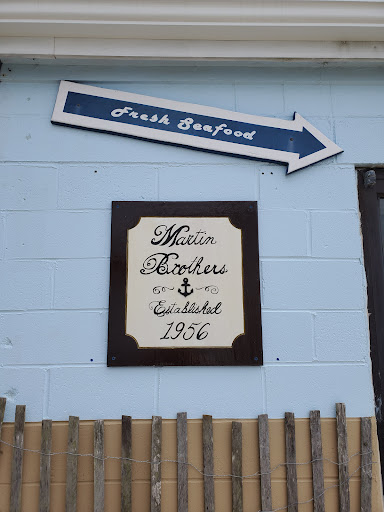 Fresh Seafood
Martin
Brothers
Established
1956